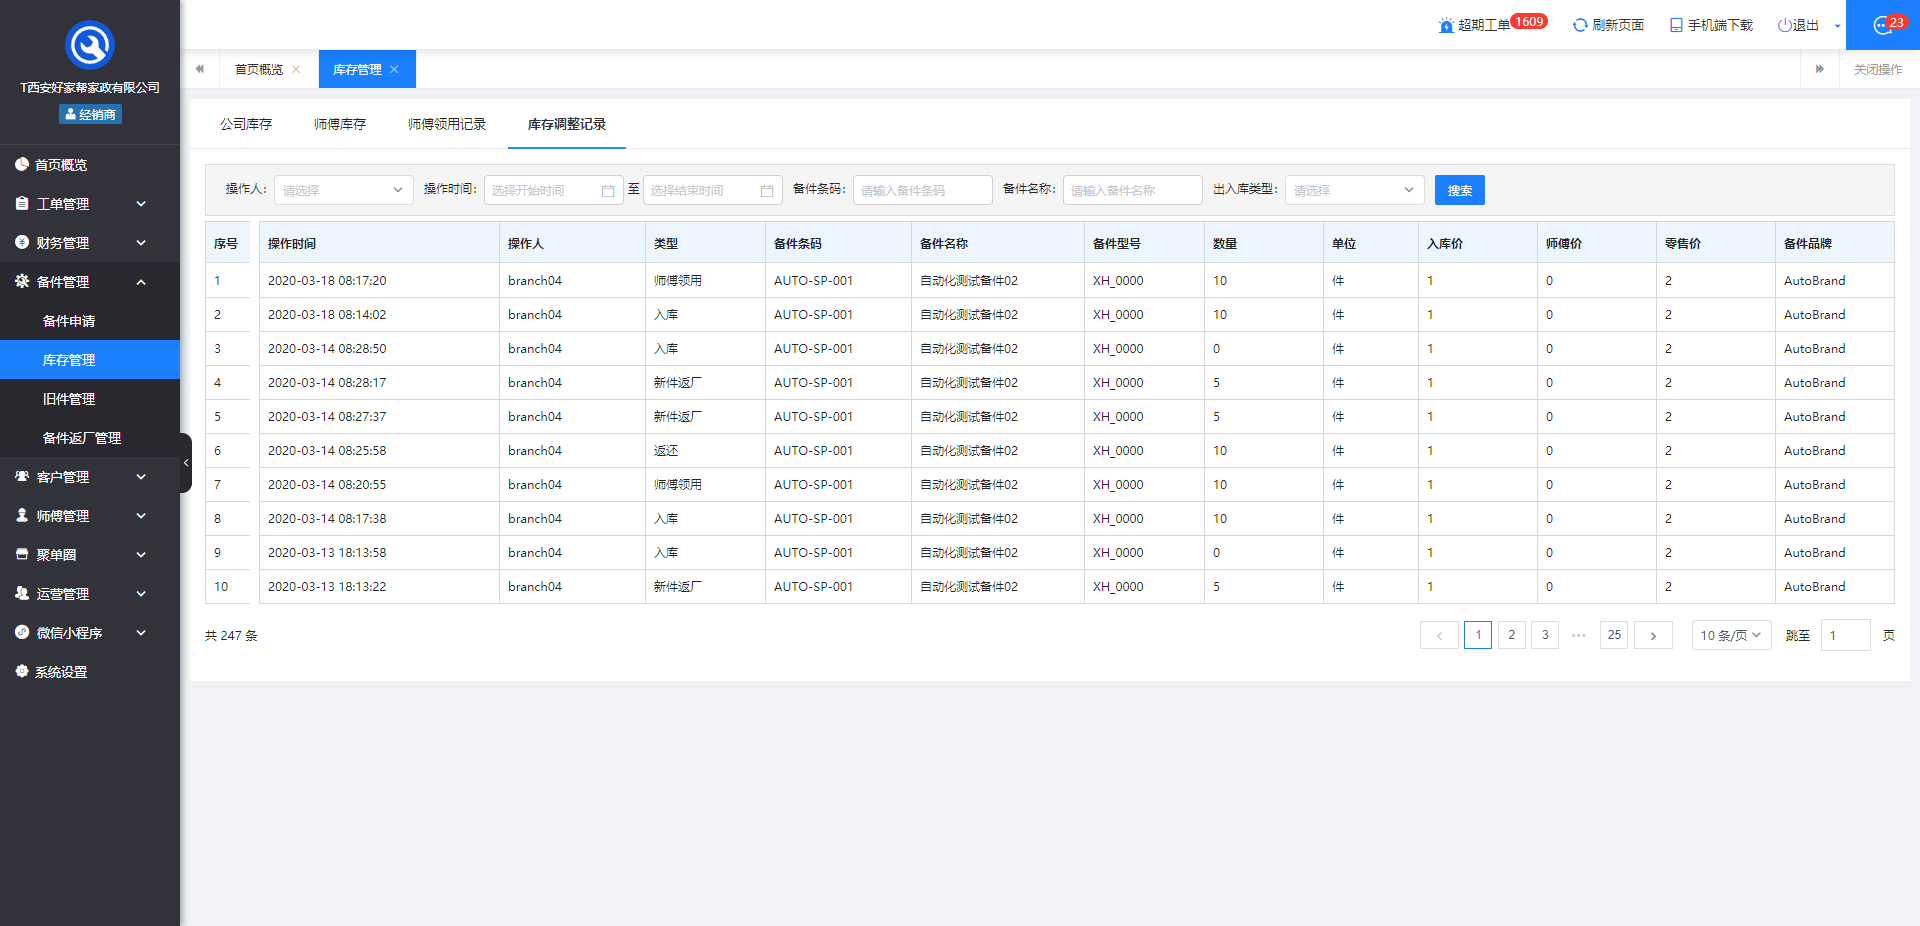 T西安好家帮家政有限公司
经销商
首页概览
工单管理
财务管理
备件管理
备件申请
库存管理
旧件管理
备件返厂管理
客户管理
师傅管理
聚单圈
运营管理
微信小程序
系统设置
超期工单 1609 刷新页面 手机端下载 退出 23
首页概览 库存管理 关闭操作
公司库存 师傅库存 师傅领用记录 库存调整记录
操作人: 请选择 操作时间: 选择开始时间 至 选择结束时间 备件条码: 请输入备件条码 备件名称: 请输入备件名称 出入库类型: 请选择 搜索
序号 操作时间 操作人 类型 备件条码 备件名称 备件型号 数量 单位 入库价 师傅价 零售价 备件品牌
1 2020-03-18 08:17:20 branch04 师傅领用 AUTO-SP-001 自动化测试备件02 XH_0000 10 件 1 0 2 AutoBrand
2 2020-03-18 08:14:02 branch04 入库 AUTO-SP-001 自动化测试备件02 XH_0000 10 件 1 0 2 AutoBrand
3 2020-03-14 08:28:50 branch04 入库 AUTO-SP-001 自动化测试备件02 XH_0000 0 件 1 0 2 AutoBrand
4 2020-03-14 08:28:17 branch04 新件返厂 AUTO-SP-001 自动化测试备件02 XH_0000 5 件 1 0 2 AutoBrand
5 2020-03-14 08:27:37 branch04 新件返厂 AUTO-SP-001 自动化测试备件02 XH_0000 5 件 1 0 2 AutoBrand
6 2020-03-14 08:25:58 branch04 返还 AUTO-SP-001 自动化测试备件02 XH_0000 10 件 1 0 2 AutoBrand
7 2020-03-14 08:20:55 branch04 师傅领用 AUTO-SP-001 自动化测试备件02 XH_0000 10 件 1 0 2 AutoBrand
8 2020-03-14 08:17:38 branch04 入库 AUTO-SP-001 自动化测试备件02 XH_0000 10 件 1 0 2 AutoBrand
9 2020-03-13 18:13:58 branch04 入库 AUTO-SP-001 自动化测试备件02 XH_0000 0 件 1 0 2 AutoBrand
10 2020-03-13 18:13:22 branch04 新件返厂 AUTO-SP-001 自动化测试备件02 XH_0000 5 件 1 0 2 AutoBrand
共 247 条 1 2 3 ••• 25 10 条/页 跳至 1 页